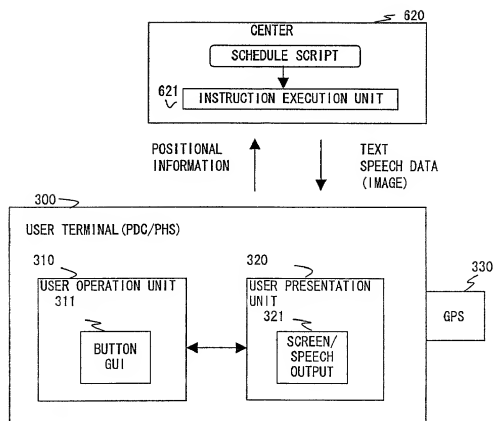 620
CENTER
SCHEDULE SCRIPT
621
INSTRUCTION EXECUTION UNIT
POSITIONAL
INFORMATION
TEXT
SPEECH DATA
(IMAGE)
300
USER TERMINAL(PDC/PHS)
310
USER OPERATION UNIT
311
BUTTON
GUI
320
USER PRESENTATION
UNIT
321
SCREEN/
SPEECH
OUTPUT
330
GPS